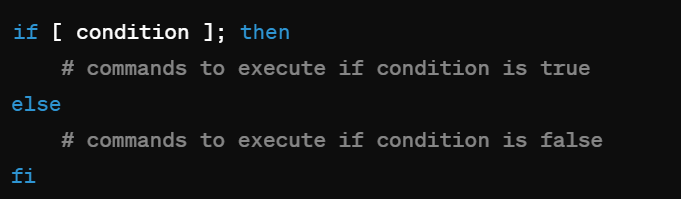 if [ condition ]; then
    # commands to execute if condition is true
else
    # commands to execute if condition is false
fi